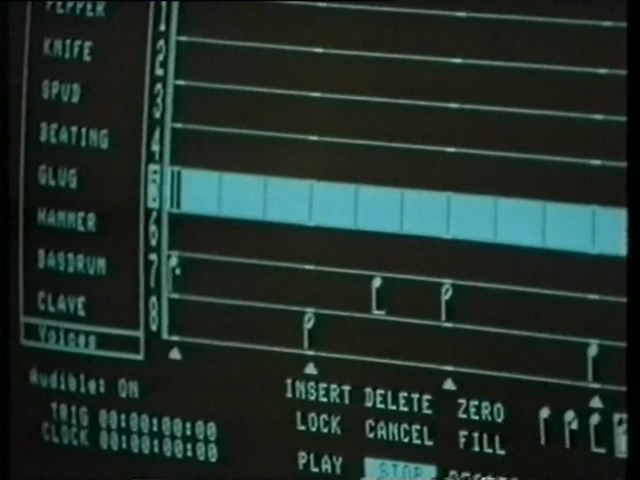 PEPPER 1
KNIFE 2
SPUD 3
BEATING 4
GLUG 5
HAMMER 6
BASDRUM 7
CLAVE 8
Voices
Audible: ON
TRIG 00:00:00:00
CLOCK 00:00:00:00
INSERT DELETE ZERO
LOCK CANCEL FILL
PLAY STOP